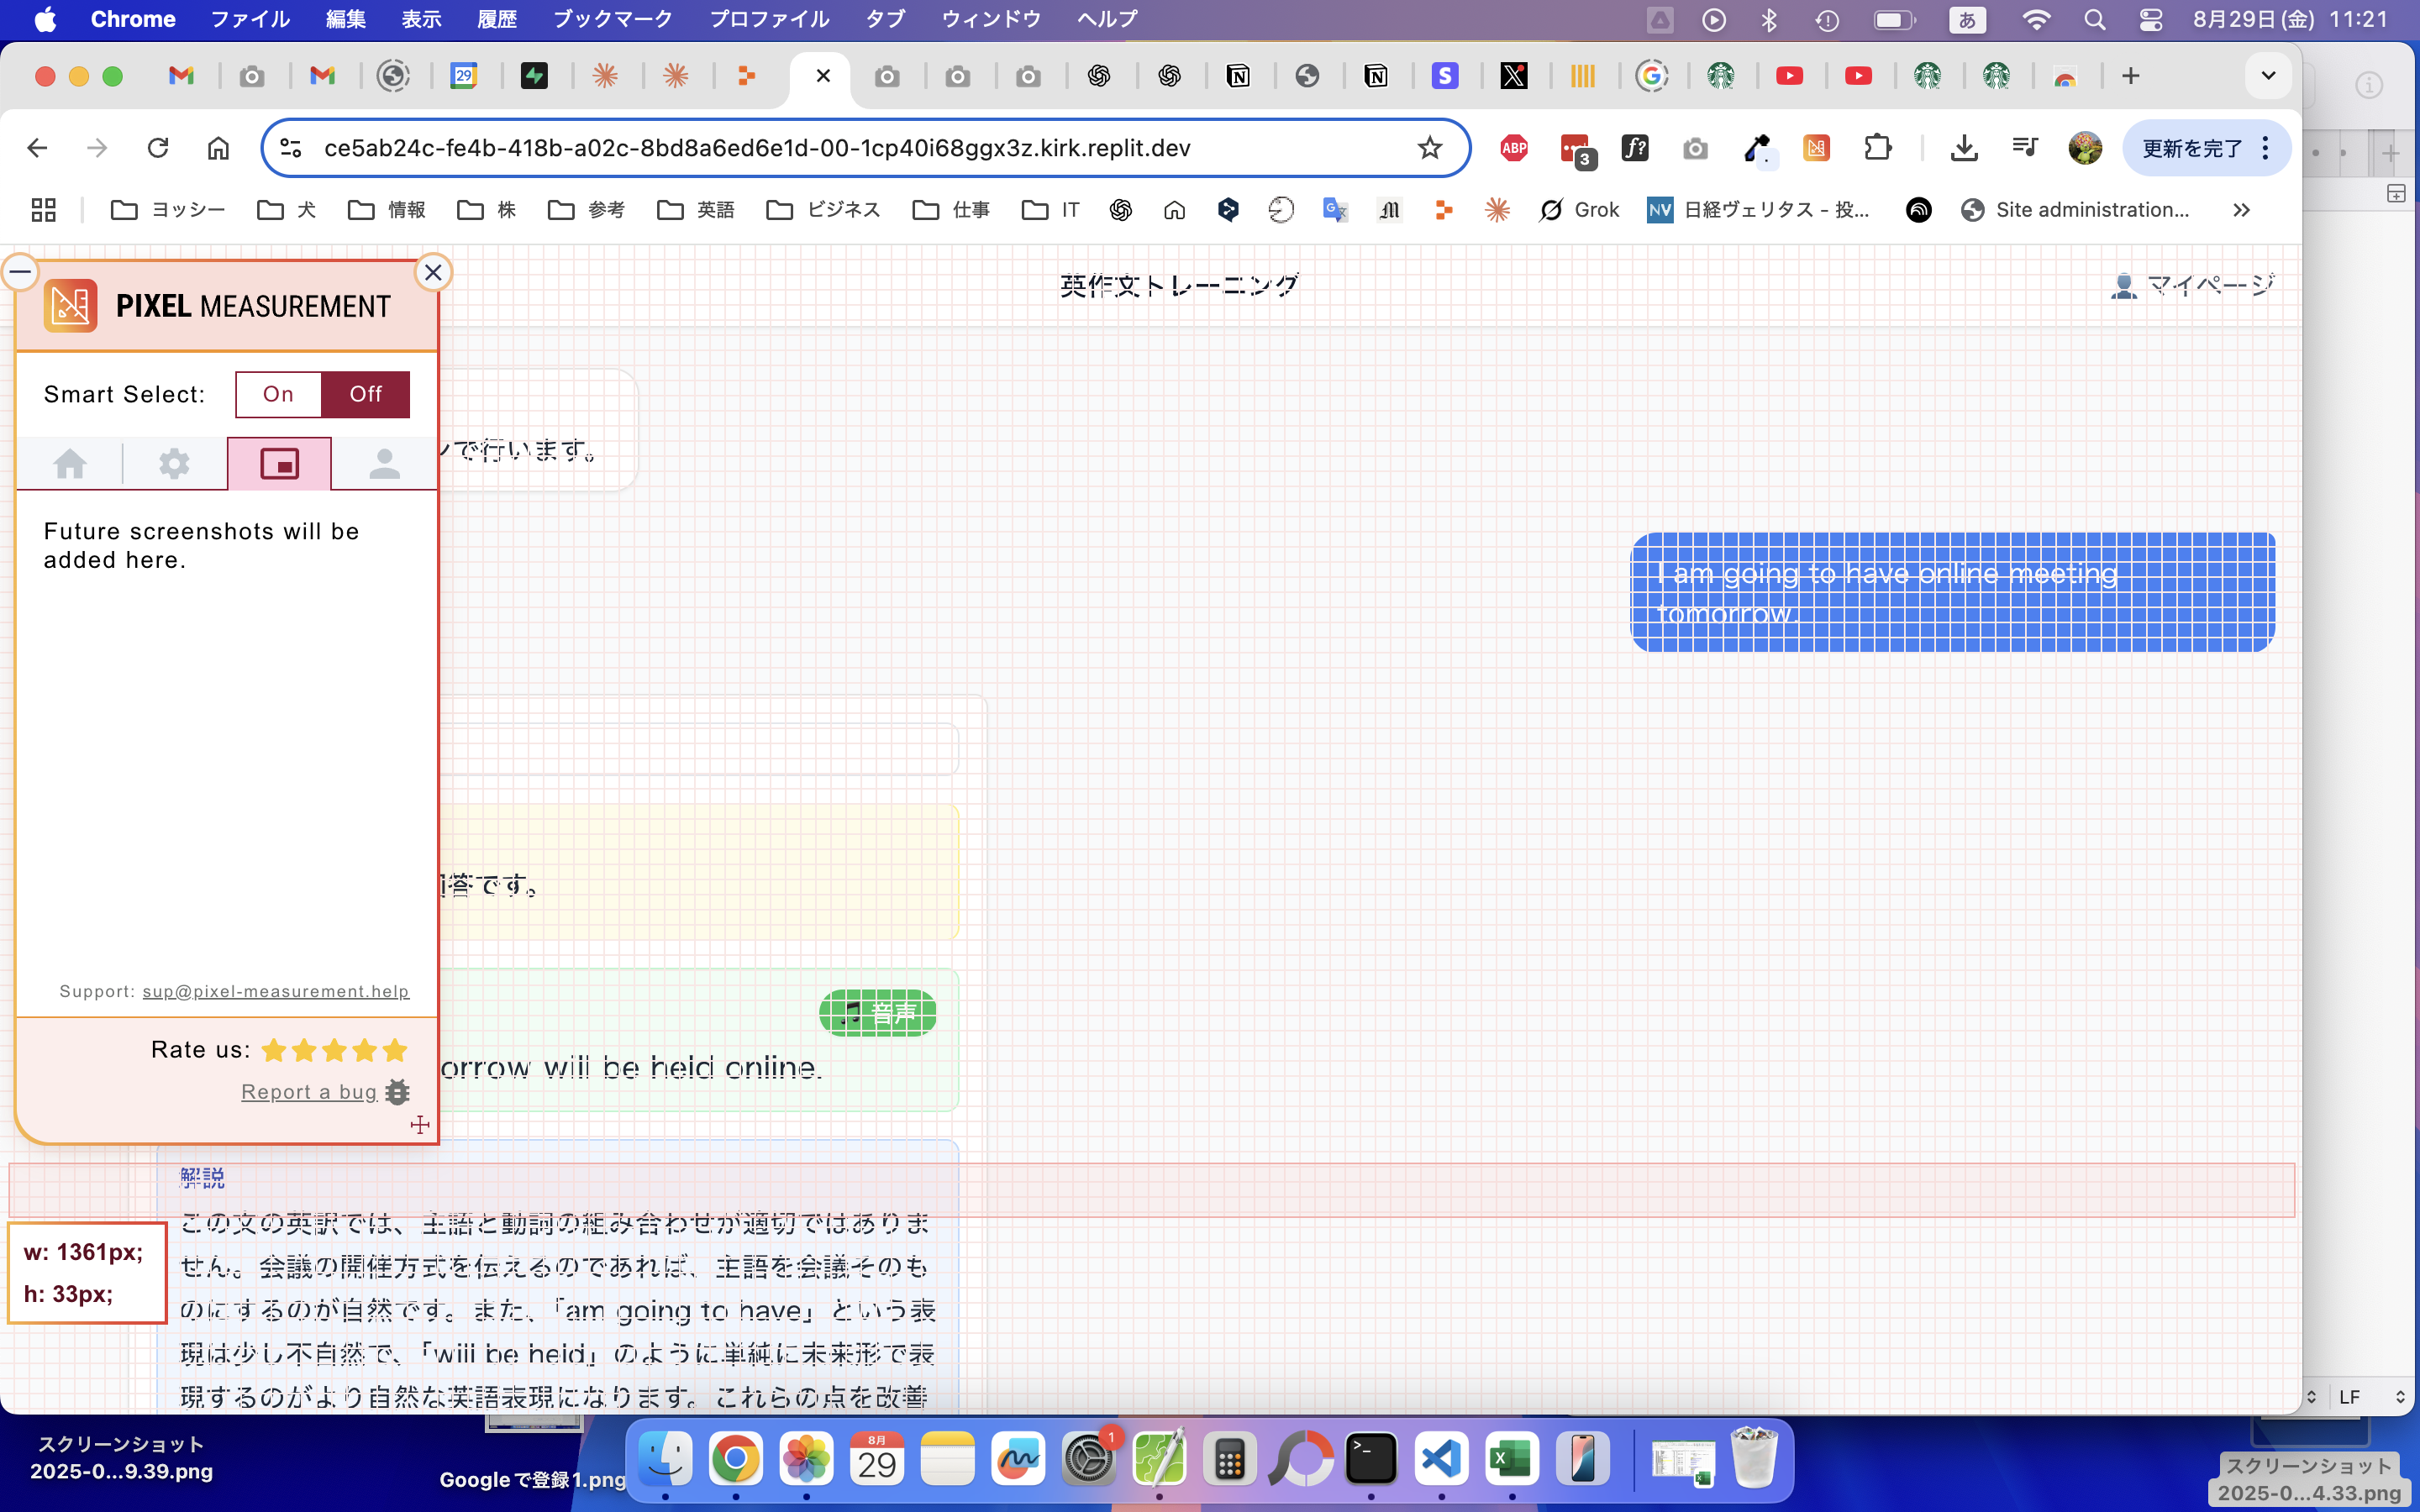 Chrome ファイル 編集 表示 履歴 ブックマーク プロファイル タブ ウィンドウ ヘルプ あ 8月29日(金) 11:21
29
ce5ab24c-fe4b-418b-a02c-8bd8a6ed6e1d-00-1cp40i68ggx3z.kirk.replit.dev ABP 3 f? 更新を完了
ヨッシー 犬 情報 株 参考 英語 ビジネス 仕事 IT Grok NV 日経ヴェリタス - 投... Site administration...
英作文トレーニング
マイページ
PIXEL MEASUREMENT
Smart Select: On Off
ンで行います。
Future screenshots will be
added here.
I am going to have online meeting
tomorrow.
答です。
Support: sup@pixel-measurement.help
音声
Rate us:
orrow will be held online.
Report a bug
解説
この文の英訳では、主語と動詞の組み合わせが適切ではありま
せん。会議の開催方式を伝えるのであれば、主語を会議そのも
のにするのが自然です。また、「am going to have」という表
現は少し不自然で、「will be held」のように単純に未来形で表
現するのがより自然な英語表現になります。これらの点を改善
w: 1361px;
h: 33px;
LF
スクリーンショット
2025-0...9.39.png
Googleで登録1.png
8月
29
1
スクリーンショット
2025-0...4.33.png